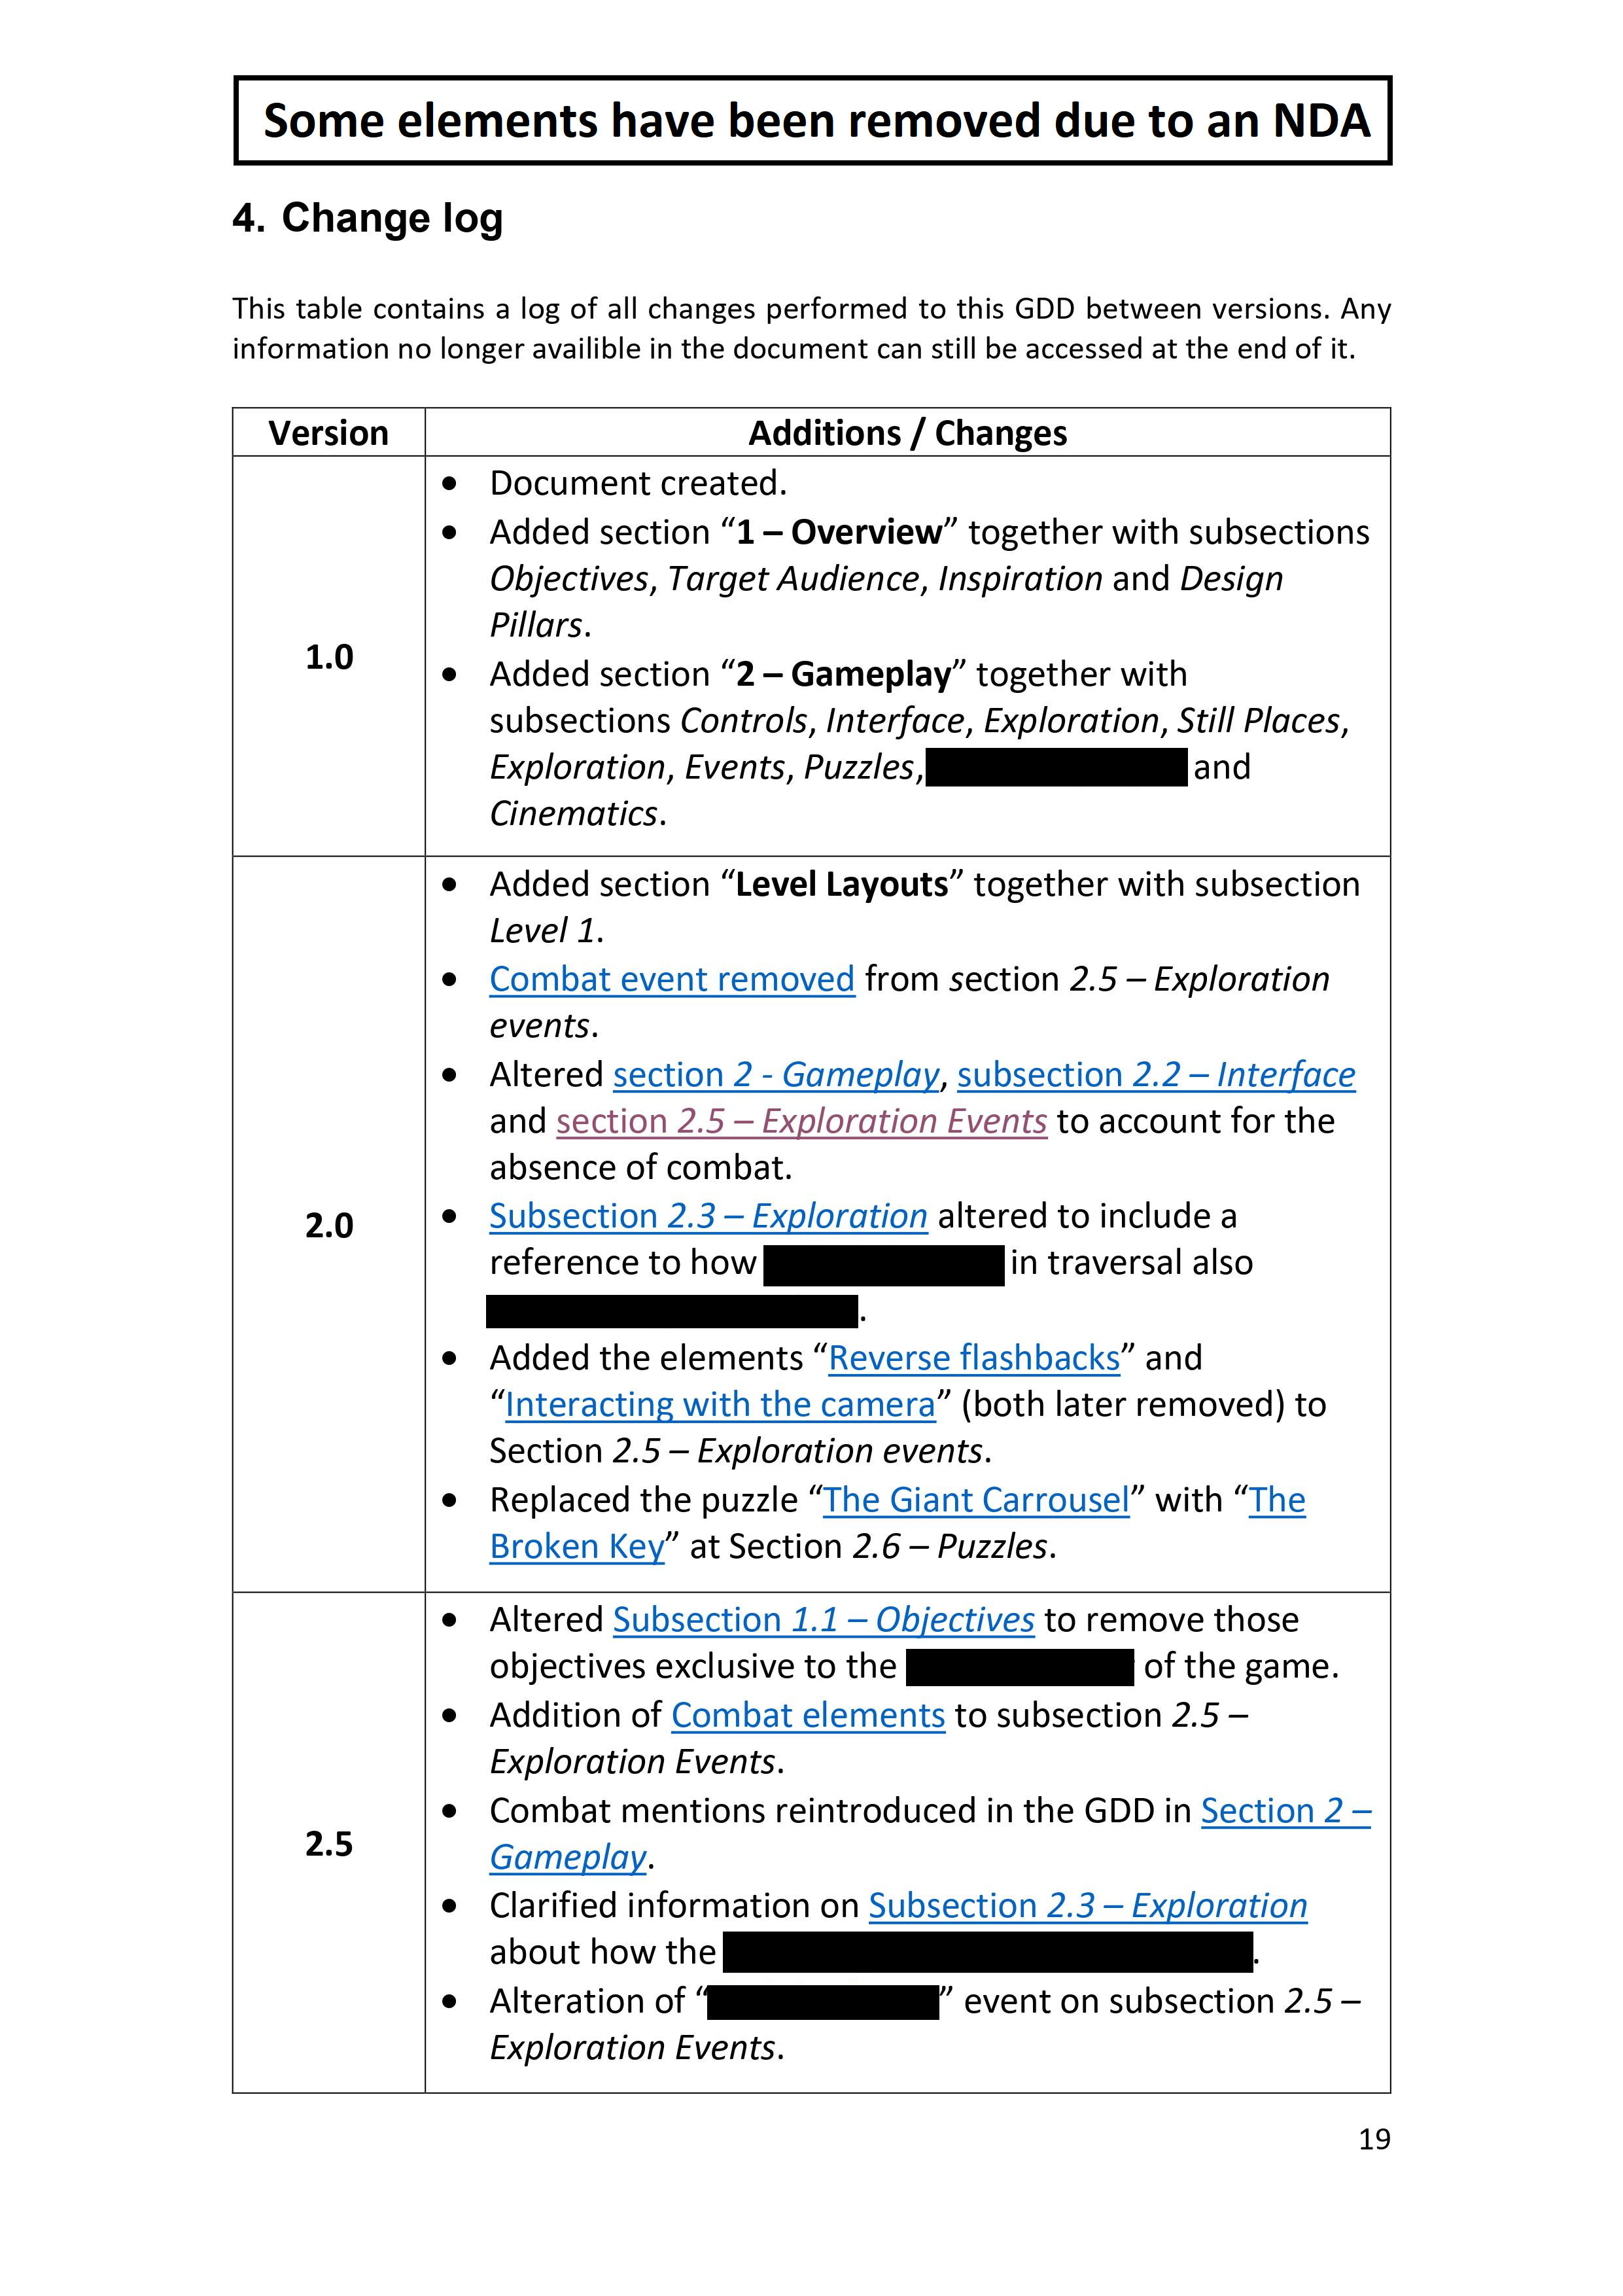 Some elements have been removed due to an NDA
4. Change log
This table contains a log of all changes performed to this GDD between versions. Any
information no longer availible in the document can still be accessed at the end of it.
Version
Additions / Changes
1.0
• Document created.
• Added section “1 – Overview” together with subsections
Objectives, Target Audience, Inspiration and Design
Pillars.
• Added section “2 – Gameplay” together with
subsections Controls, Interface, Exploration, Still Places,
Exploration, Events, Puzzles, and
Cinematics.
2.0
• Added section “Level Layouts” together with subsection
Level 1.
• Combat event removed from section 2.5 – Exploration
events.
• Altered section 2 - Gameplay, subsection 2.2 – Interface
and section 2.5 – Exploration Events to account for the
absence of combat.
• Subsection 2.3 – Exploration altered to include a
reference to how in traversal also
.
• Added the elements “Reverse flashbacks” and
“Interacting with the camera” (both later removed) to
Section 2.5 – Exploration events.
• Replaced the puzzle “The Giant Carrousel” with “The
Broken Key” at Section 2.6 – Puzzles.
2.5
• Altered Subsection 1.1 – Objectives to remove those
objectives exclusive to the of the game.
• Addition of Combat elements to subsection 2.5 –
Exploration Events.
• Combat mentions reintroduced in the GDD in Section 2 –
Gameplay.
• Clarified information on Subsection 2.3 – Exploration
about how the .
• Alteration of “” event on subsection 2.5 –
Exploration Events.
19